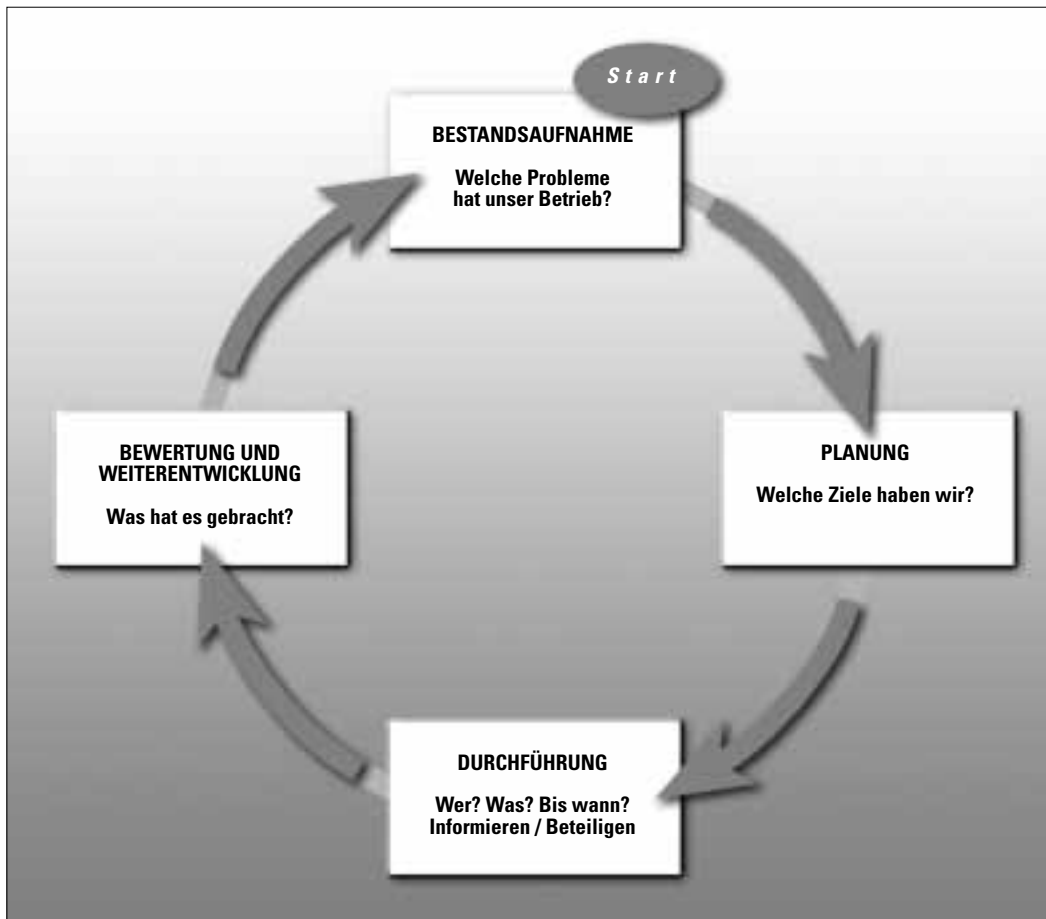 Start
BESTANDSAUFNAHME
Welche Probleme
hat unser Betrieb?
PLANUNG
Welche Ziele haben wir?
DURCHFÜHRUNG
Wer? Was? Bis wann?
Informieren / Beteiligen
BEWERTUNG UND
WEITERENTWICKLUNG
Was hat es gebracht?